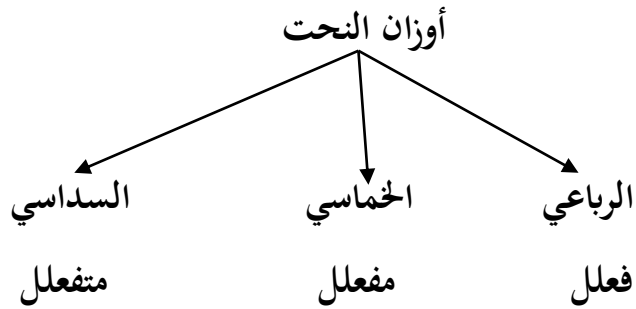 أوزان النحت
الرباعي الخماسي السداسي
فعلل مفعلل متفعلل